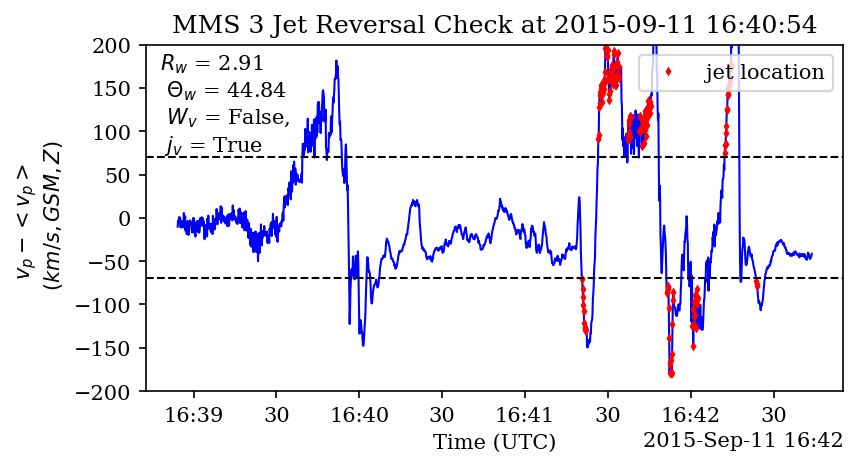 MMS 3 Jet Reversal Check at 2015-09-11 16:40:54
R_w = 2.91
Θ_w = 44.84
W_v = False,
j_v = True
jet location
200
150
100
50
0
−50
−100
−150
−200
v_p − < v_p >
(km/s, GSM, Z)
16:39 30 16:40 30 16:41 30 16:42 30
Time (UTC)
2015-Sep-11 16:42